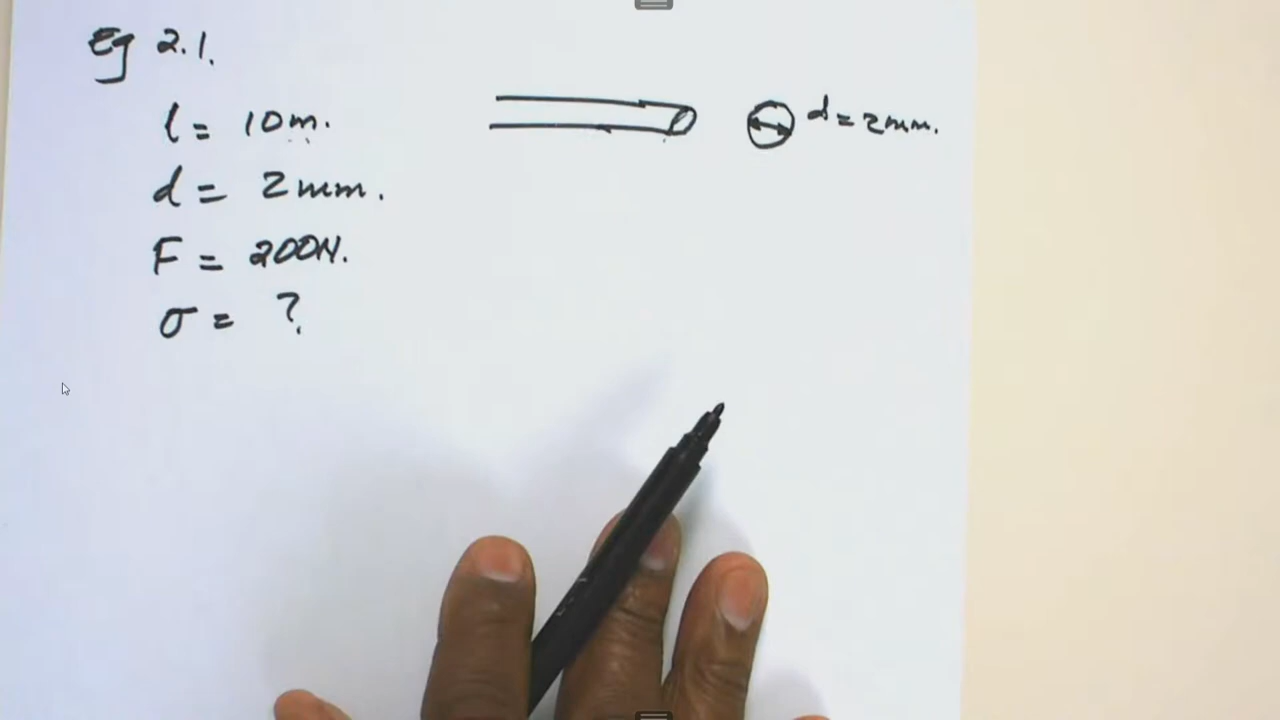 Eg 2.1.
l = 10m.
d = 2mm.
F = 200N.
σ = ?
d = 2mm.